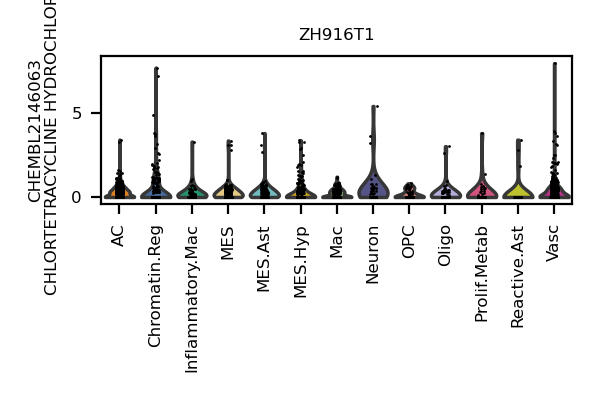 ZH916T1
CHEMBL2146063
CHLORTETRACYCLINE HYDROCHLOR
5
0
AC
Chromatin.Reg
Inflammatory.Mac
MES
MES.Ast
MES.Hyp
Mac
Neuron
OPC
Oligo
Prolif.Metab
Reactive.Ast
Vasc